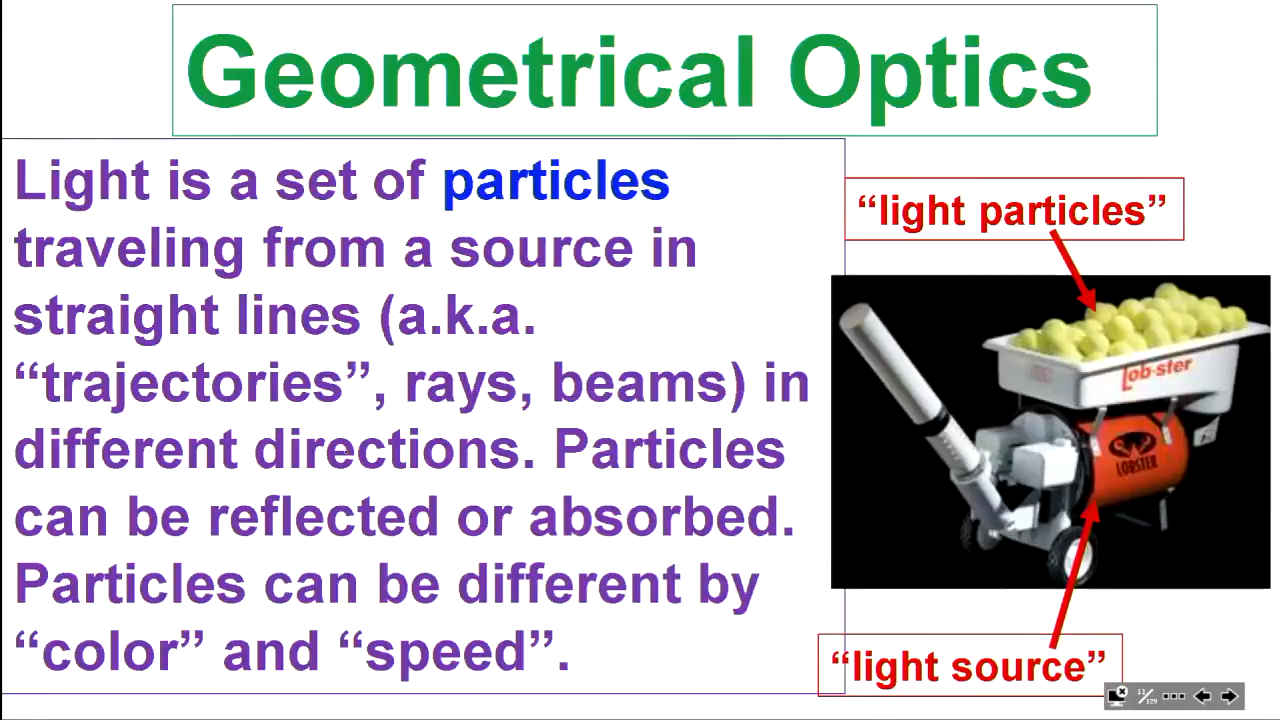 Geometrical Optics
Light is a set of particles
traveling from a source in
straight lines (a.k.a.
“trajectories”, rays, beams) in
different directions. Particles
can be reflected or absorbed.
Particles can be different by
“color” and “speed”.
“light particles”
Lob-ster
LOBSTER
“light source”
11/129